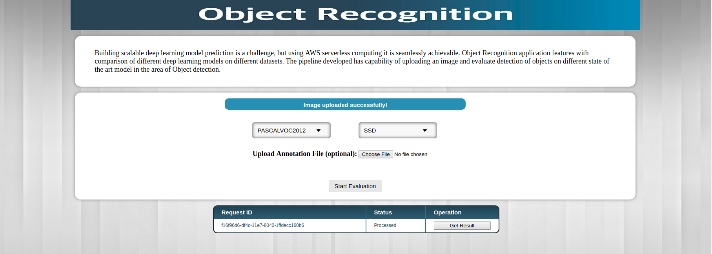 Object Recognition
Building scalable deep learning model prediction is a challenge, but using AWS serverless computing it is seamlessly achievable. Object Recognition application features with
comparison of different deep learning models on different datasets. The pipeline developed has capability of uploading an image and evaluate detection of objects on different state of
the art model in the area of Object detection.
Image uploaded successfully!
PASCALVOC2012 SSD
Upload Annotation File (optional): Choose File No file chosen
Start Evaluation
Request ID Status Operation
Processed Get Result